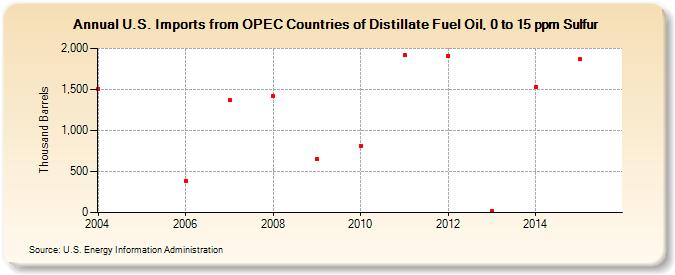 Annual U.S. Imports from OPEC Countries of Distillate Fuel Oil, 0 to 15 ppm Sulfur
Thousand Barrels
2,000
1,500
1,000
500
0
2004 2006 2008 2010 2012 2014
Source: U.S. Energy Information Administration